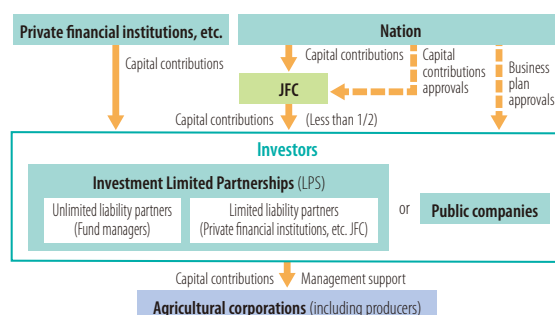 Private financial institutions, etc.
Nation
Capital contributions
Capital contributions
Capital
contributions
approvals
Business
plan
approvals
JFC
Capital contributions
(Less than 1/2)
Investors
Investment Limited Partnerships (LPS)
Unlimited liability partners
(Fund managers)
Limited liability partners
(Private financial institutions, etc. JFC)
or
Public companies
Capital contributions
Management support
Agricultural corporations (including producers)